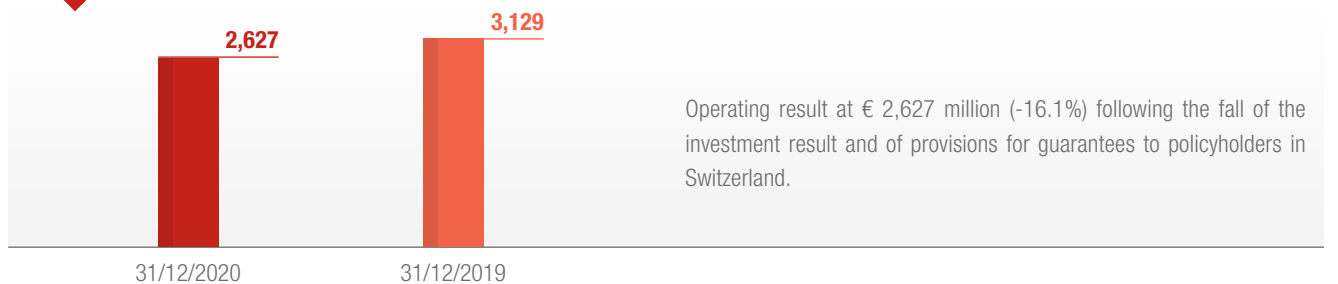 3,129
2,627
Operating result at € 2,627 million (-16.1%) following the fall of the
investment result and of provisions for guarantees to policyholders in
Switzerland.
31/12/2020
31/12/2019